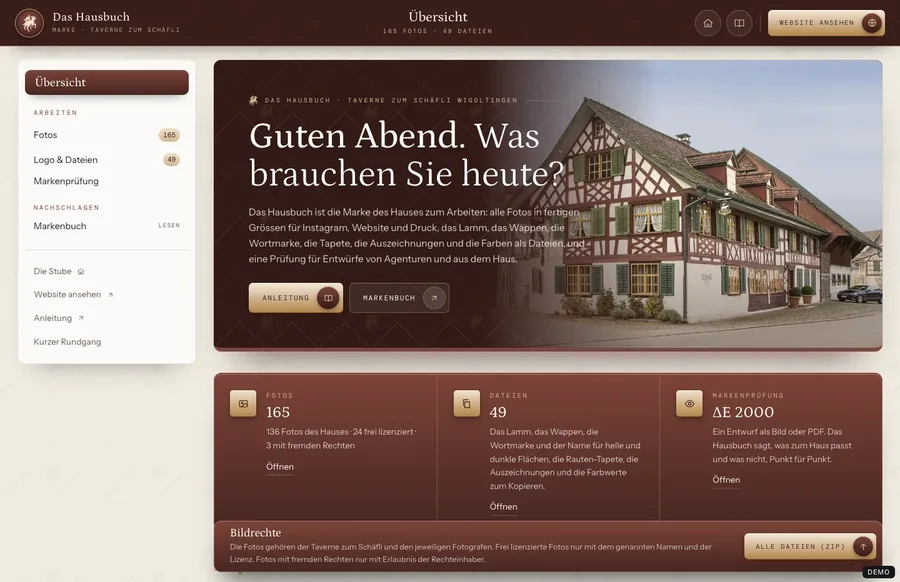 Das Hausbuch
MARKE · TAVERNE ZUM SCHÄFLI
Übersicht
165 FOTOS · 49 DATEIEN
WEBSITE ANSEHEN
Übersicht
ARBEITEN
Fotos 165
Logo & Dateien 49
Markenprüfung
NACHSCHLAGEN
Markenbuch LESEN
Die Stube
Website ansehen ↗
Anleitung ↗
Kurzer Rundgang
DAS HAUSBUCH · TAVERNE ZUM SCHÄFLI WIGOLTINGEN
Guten Abend. Was
brauchen Sie heute?
Das Hausbuch ist die Marke des Hauses zum Arbeiten: alle Fotos in fertigen
Grössen für Instagram, Website und Druck, das Lamm, das Wappen, die
Wortmarke, die Tapete, die Auszeichnungen und die Farben als Dateien, und
eine Prüfung für Entwürfe von Agenturen und aus dem Haus.
ANLEITUNG
MARKENBUCH ↗
FOTOS
165
136 Fotos des Hauses · 24 frei lizenziert ·
3 mit fremden Rechten
Öffnen
DATEIEN
49
Das Lamm, das Wappen, die
Wortmarke und der Name für helle und
dunkle Flächen, die Rauten-Tapete, die
Auszeichnungen und die Farbwerte
zum Kopieren.
Öffnen
MARKENPRÜFUNG
ΔE 2000
Ein Entwurf als Bild oder PDF. Das
Hausbuch sagt, was zum Haus passt
und was nicht, Punkt für Punkt.
Öffnen
Bildrechte
Die Fotos gehören der Taverne zum Schäfli und den jeweiligen Fotografen. Frei lizenzierte Fotos nur mit dem genannten Namen und der
Lizenz. Fotos mit fremden Rechten nur mit Erlaubnis der Rechteinhaber.
ALLE DATEIEN (ZIP)
DEMO